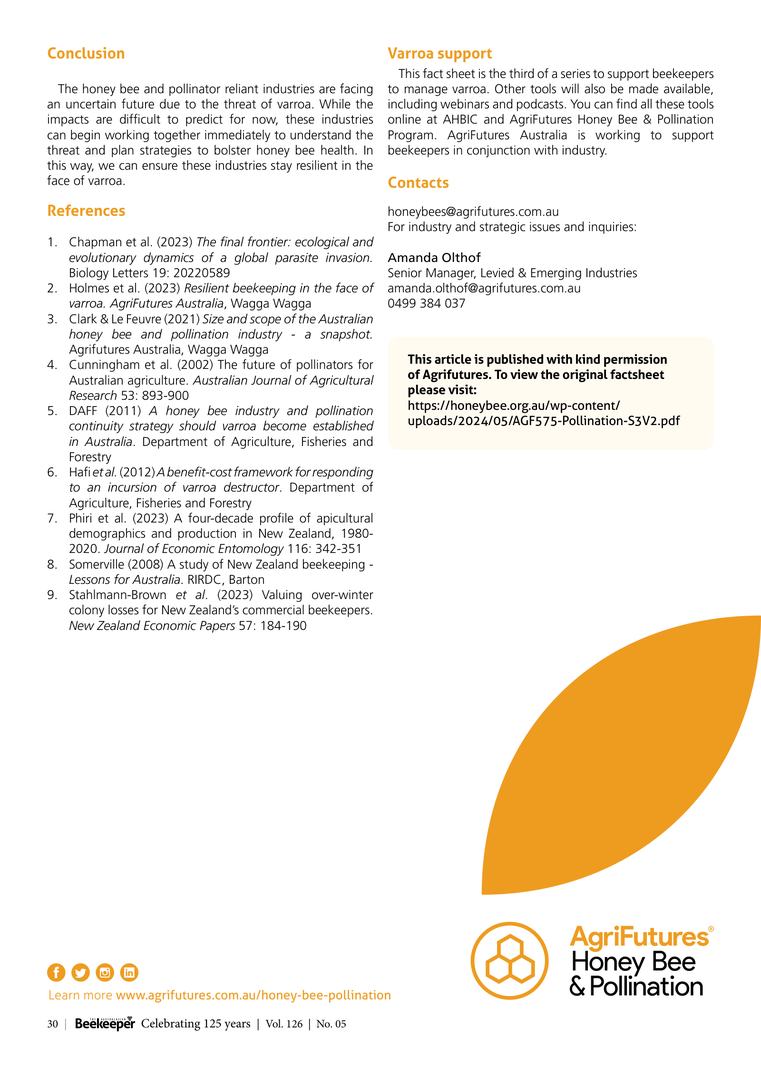 Conclusion
The honey bee and pollinator reliant industries are facing
an uncertain future due to the threat of varroa. While the
impacts are difficult to predict for now, these industries
can begin working together immediately to understand the
threat and plan strategies to bolster honey bee health. In
this way, we can ensure these industries stay resilient in the
face of varroa.
References
1. Chapman et al. (2023) The final frontier: ecological and
evolutionary dynamics of a global parasite invasion.
Biology Letters 19: 20220589
2. Holmes et al. (2023) Resilient beekeeping in the face of
varroa. AgriFutures Australia, Wagga Wagga
3. Clark & Le Feuvre (2021) Size and scope of the Australian
honey bee and pollination industry - a snapshot.
Agrifutures Australia, Wagga Wagga
4. Cunningham et al. (2002) The future of pollinators for
Australian agriculture. Australian Journal of Agricultural
Research 53: 893-900
5. DAFF (2011) A honey bee industry and pollination
continuity strategy should varroa become established
in Australia. Department of Agriculture, Fisheries and
Forestry
6. Hafi et al. (2012) A benefit-cost framework for responding
to an incursion of varroa destructor. Department of
Agriculture, Fisheries and Forestry
7. Phiri et al. (2023) A four-decade profile of apicultural
demographics and production in New Zealand, 1980-
2020. Journal of Economic Entomology 116: 342-351
8. Somerville (2008) A study of New Zealand beekeeping -
Lessons for Australia. RIRDC, Barton
9. Stahlmann-Brown et al. (2023) Valuing over-winter
colony losses for New Zealand's commercial beekeepers.
New Zealand Economic Papers 57: 184-190
Varroa support
This fact sheet is the third of a series to support beekeepers
to manage varroa. Other tools will also be made available,
including webinars and podcasts. You can find all these tools
online at AHBIC and AgriFutures Honey Bee & Pollination
Program. AgriFutures Australia is working to support
beekeepers in conjunction with industry.
Contacts
honeybees@agrifutures.com.au
For industry and strategic issues and inquiries:
Amanda Olthof
Senior Manager, Levied & Emerging Industries
amanda.olthof@agrifutures.com.au
0499 384 037
This article is published with kind permission
of Agrifutures. To view the original factsheet
please visit:
https://honeybee.org.au/wp-content/
uploads/2024/05/AGF575-Pollination-S3V2.pdf
AgriFutures®
Honey Bee
& Pollination
Learn more www.agrifutures.com.au/honey-bee-pollination
30 | Beekeeper Celebrating 125 years | Vol. 126 | No. 05